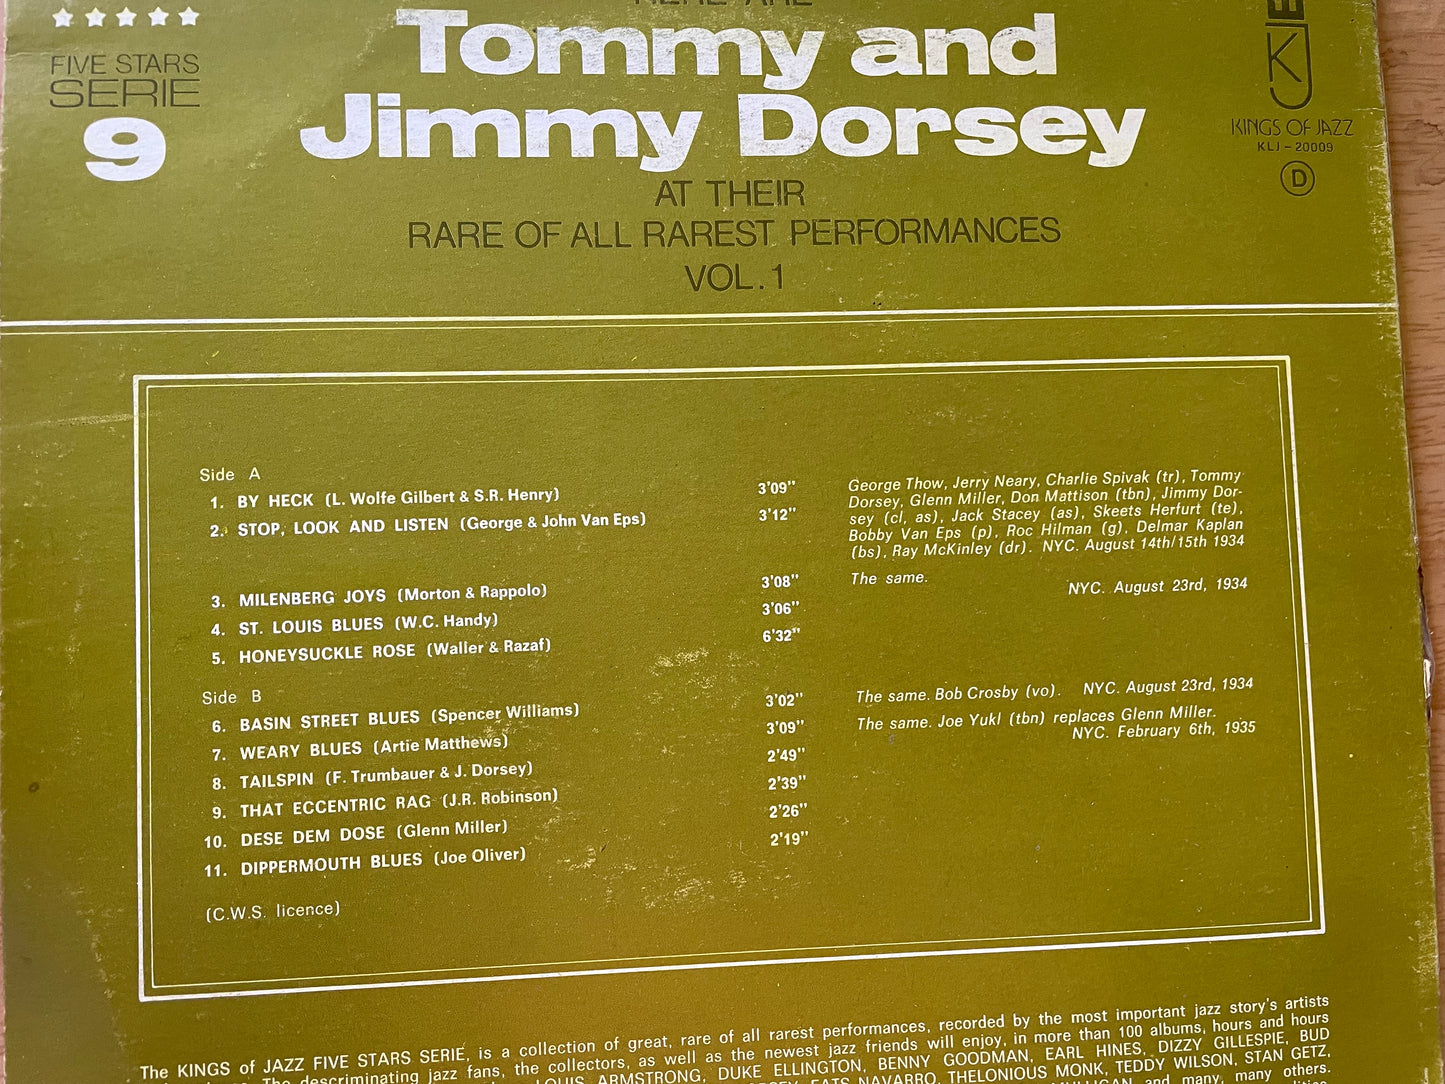 HERE ARE
Tommy and
Jimmy Dorsey
AT THEIR
RARE OF ALL RAREST PERFORMANCES
VOL. 1
FIVE STARS
SERIE
9
KJ
KINGS OF JAZZ
KLJ - 20009
D
Side A
1. BY HECK (L. Wolfe Gilbert & S.R. Henry) 3'09"
2. STOP, LOOK AND LISTEN (George & John Van Eps) 3'12"
George Thow, Jerry Neary, Charlie Spivak (tr), Tommy
Dorsey, Glenn Miller, Don Mattison (tbn), Jimmy Dor-
sey (cl, as), Jack Stacey (as), Skeets Herfurt (te),
Bobby Van Eps (p), Roc Hilman (g), Delmar Kaplan
(bs), Ray McKinley (dr). NYC. August 14th/15th 1934
3. MILENBERG JOYS (Morton & Rappolo) 3'08" The same.
NYC. August 23rd, 1934
4. ST. LOUIS BLUES (W.C. Handy) 3'06"
5. HONEYSUCKLE ROSE (Waller & Razaf) 6'32"
Side B
6. BASIN STREET BLUES (Spencer Williams) 3'02" The same. Bob Crosby (vo). NYC. August 23rd, 1934
7. WEARY BLUES (Artie Matthews) 3'09" The same. Joe Yukl (tbn) replaces Glenn Miller.
NYC. February 6th, 1935
8. TAILSPIN (F. Trumbauer & J. Dorsey) 2'49"
9. THAT ECCENTRIC RAG (J.R. Robinson) 2'39"
10. DESE DEM DOSE (Glenn Miller) 2'26"
11. DIPPERMOUTH BLUES (Joe Oliver) 2'19"
(C.W.S. licence)
The KINGS of JAZZ FIVE STARS SERIE, is a collection of great, rare of all rarest performances, recorded by the most important jazz story's artists
The descriminating jazz fans, the collectors, as well as the newest jazz friends will enjoy, in more than 100 albums, hours and hours
LOUIS ARMSTRONG, DUKE ELLINGTON, BENNY GOODMAN, EARL HINES, DIZZY GILLESPIE, BUD
FATS NAVARRO, THELONIOUS MONK, TEDDY WILSON, STAN GETZ,
MULLIGAN and many, many others.